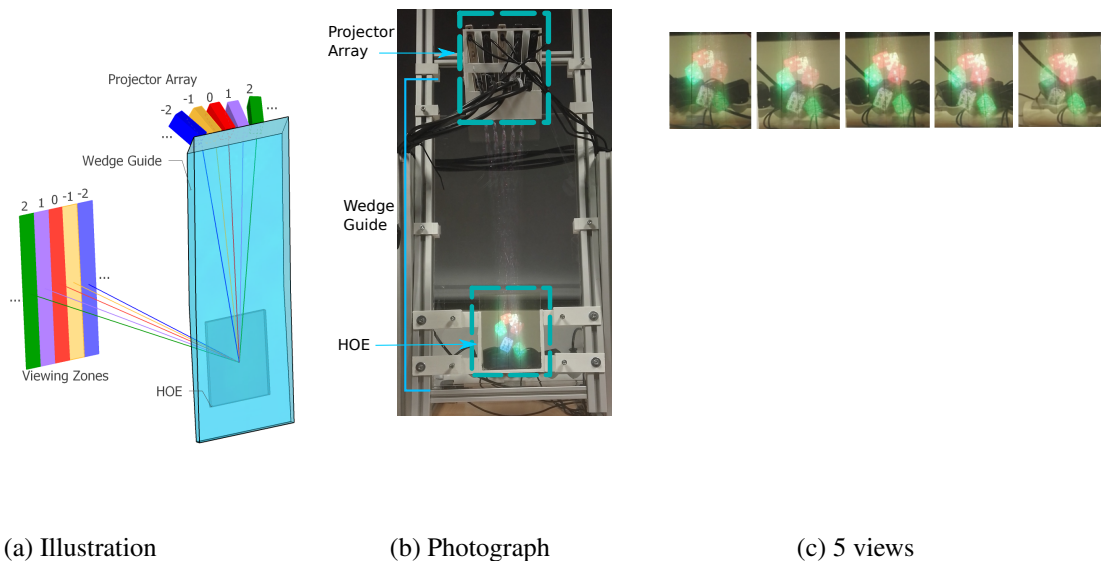 Projector Array
-2 -1 0 1 2
...
...
Wedge Guide
2 1 0 -1 -2
...
...
Viewing Zones
HOE
Projector
Array
Wedge
Guide
HOE
(a) Illustration
(b) Photograph
(c) 5 views